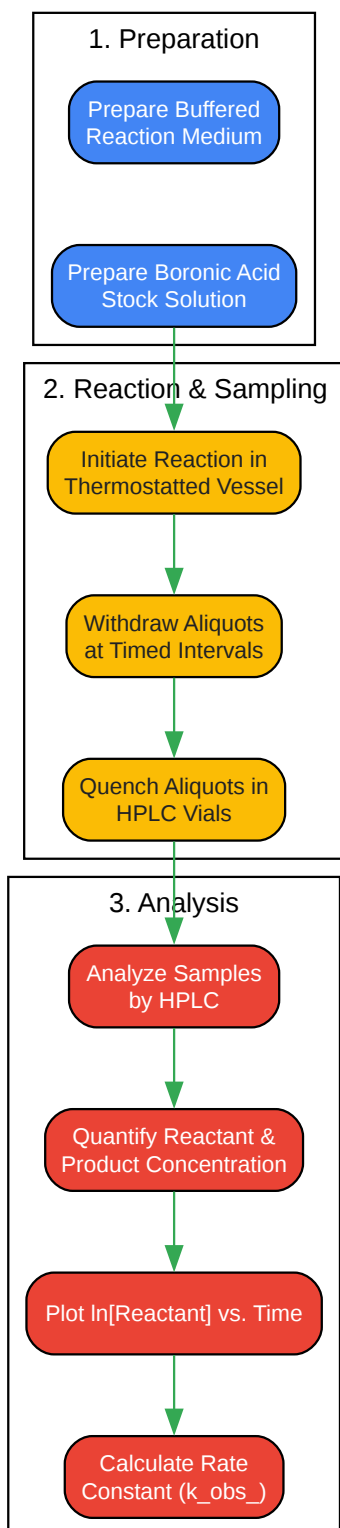 1. Preparation
Prepare Buffered
Reaction Medium
Prepare Boronic Acid
Stock Solution
2. Reaction & Sampling
Initiate Reaction in
Thermostatted Vessel
Withdraw Aliquots
at Timed Intervals
Quench Aliquots in
HPLC Vials
3. Analysis
Analyze Samples
by HPLC
Quantify Reactant &
Product Concentration
Plot ln[Reactant] vs. Time
Calculate Rate
Constant (k_obs_)